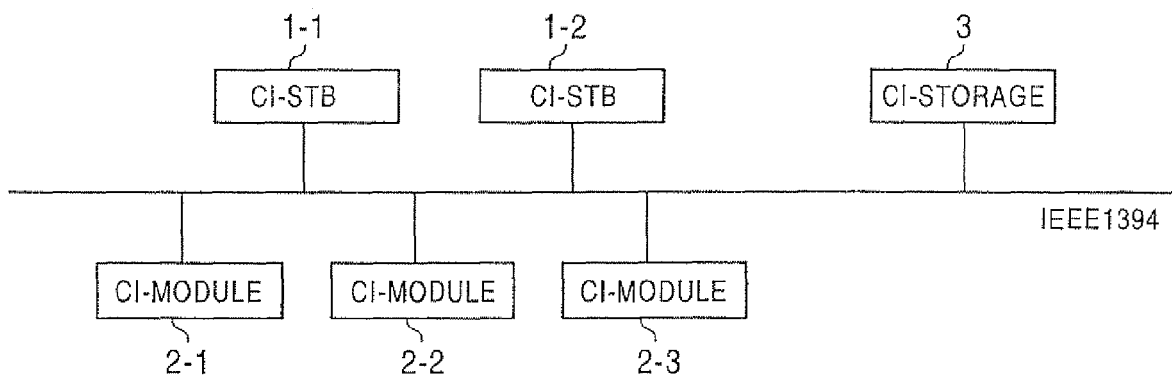 1-1
1-2
3
CI-STB
CI-STB
CI-STORAGE
IEEE1394
CI-MODULE
CI-MODULE
CI-MODULE
2-1
2-2
2-3